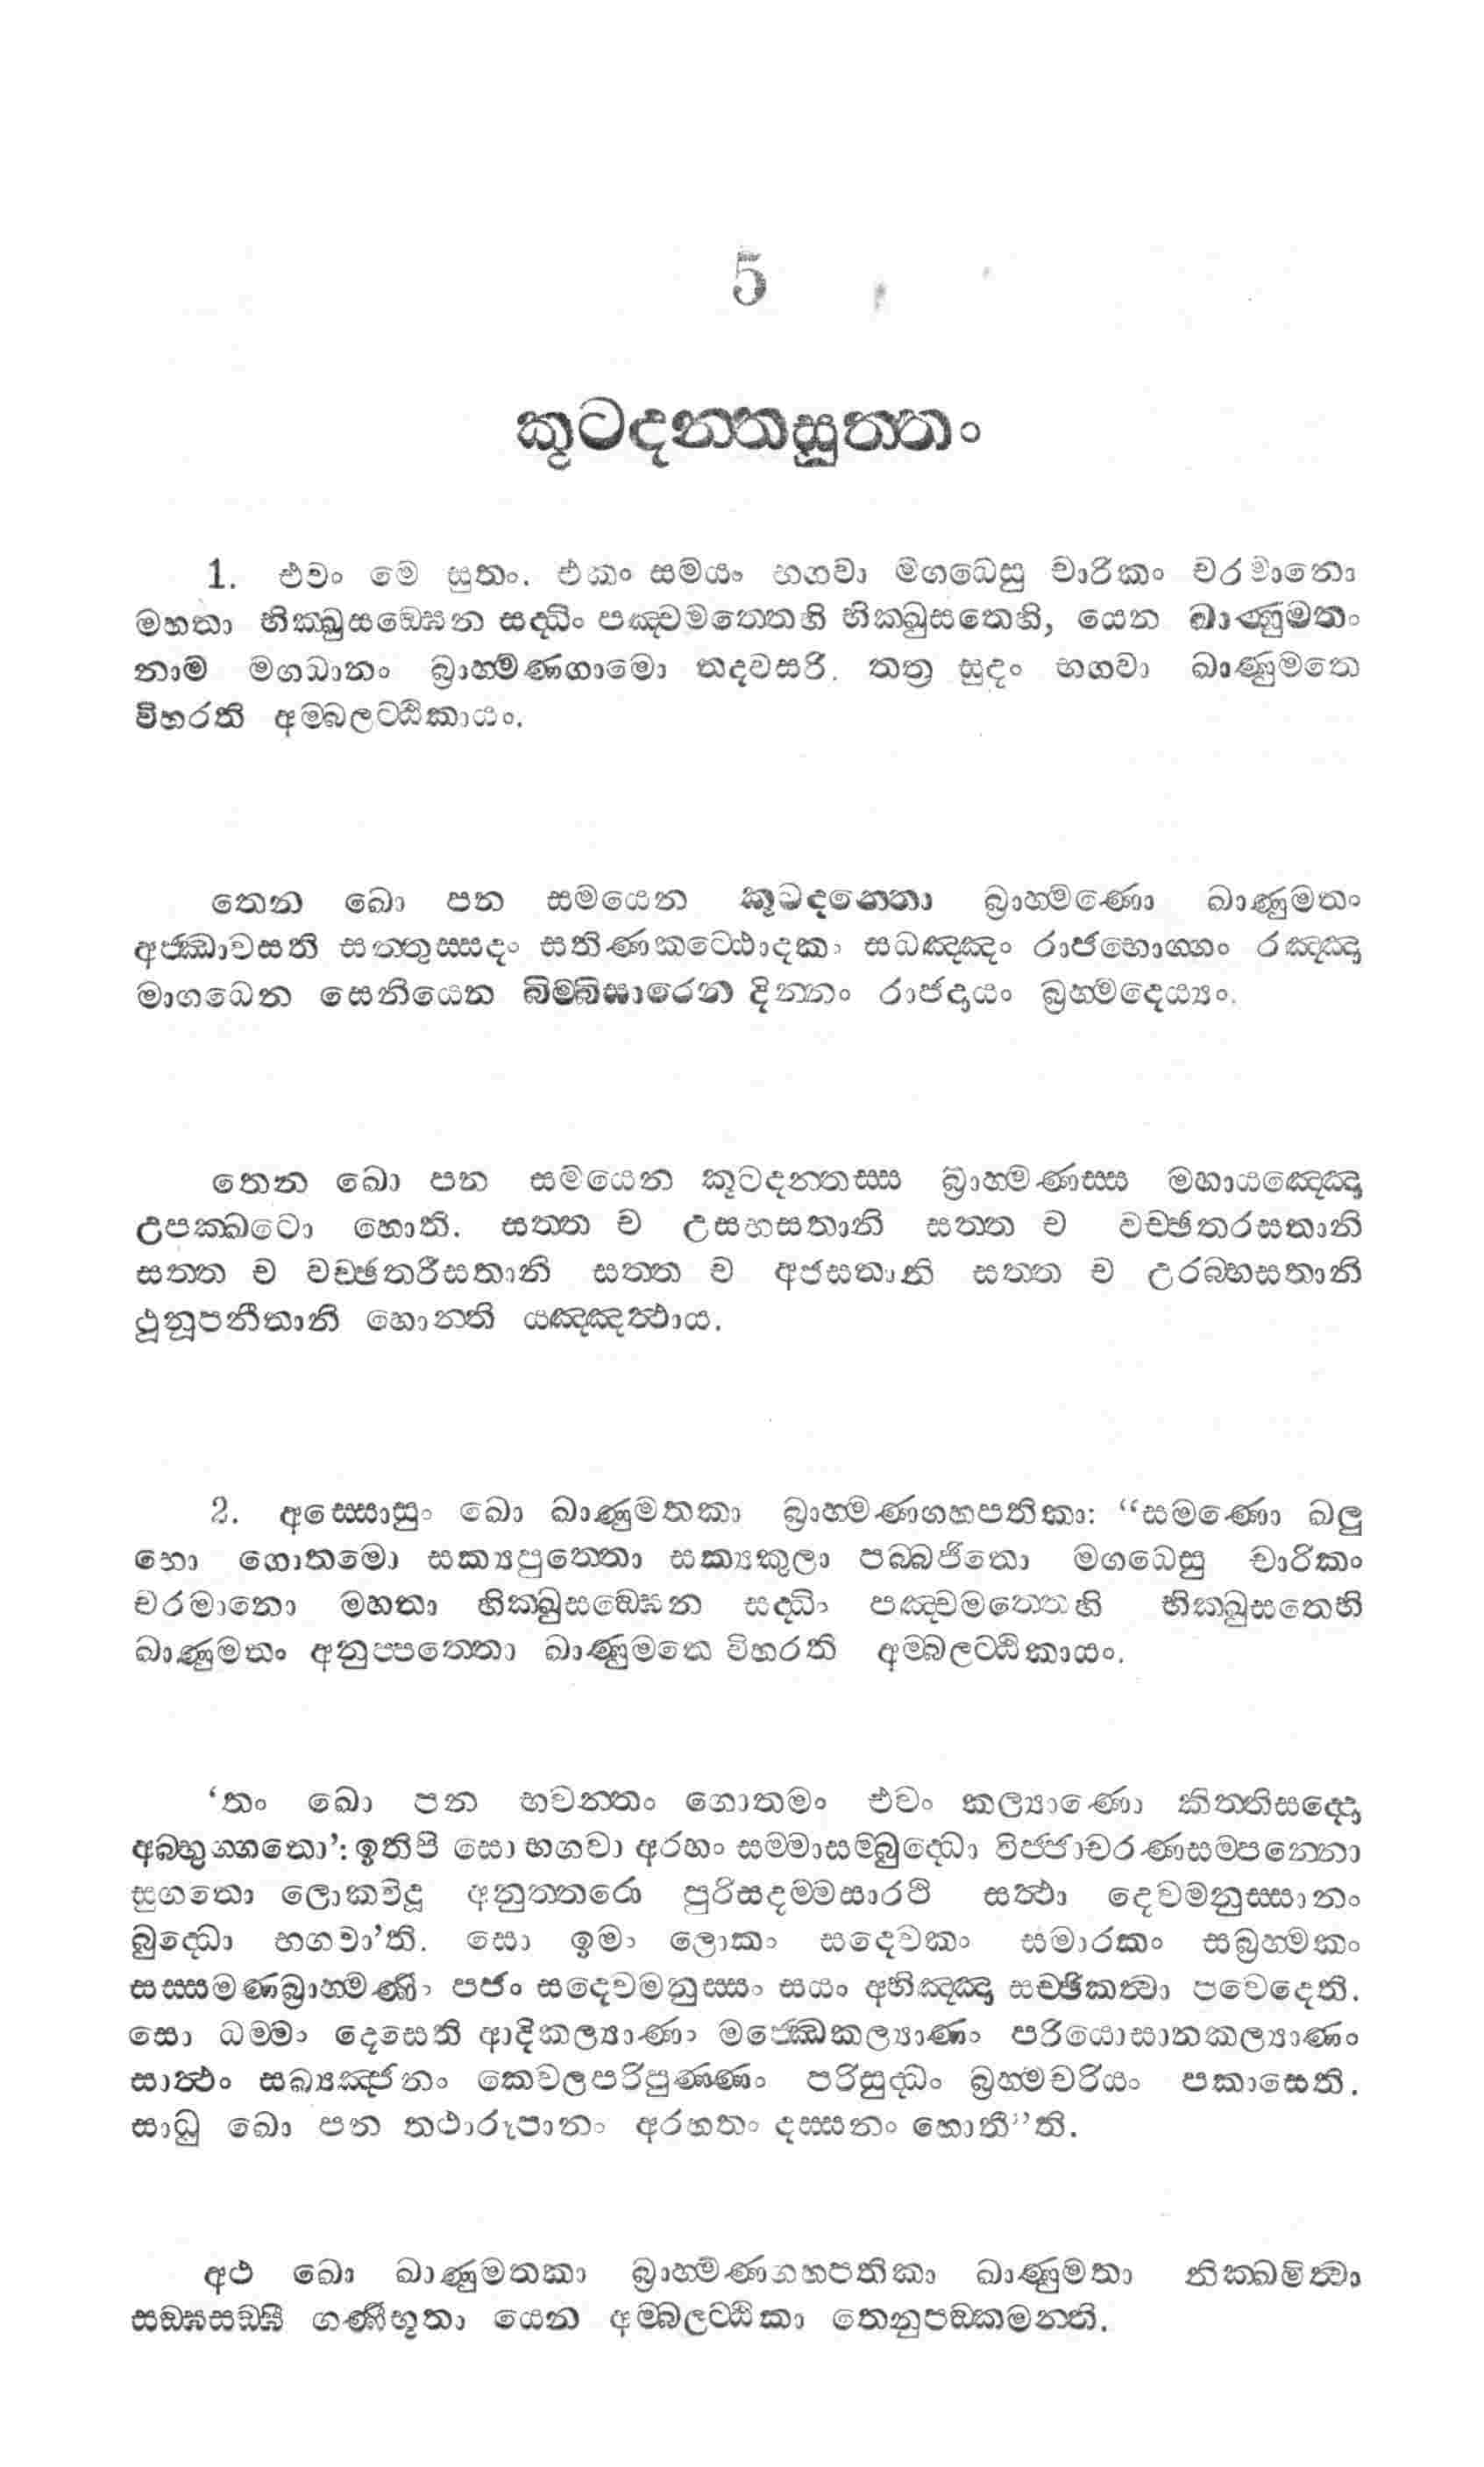 5
කූටදන්තසුත්තං
1. එවං මෙ සුතං. එකං සමයං භගවා මගධෙසු චාරිකං චරමානො
මහතා භික්ඛුසඞ්ඝෙන සද්ධිං පඤ්චමත්තෙහි භික්ඛුසතෙහි, යෙන ඛාණුමතං
නාම මගධානං බ්‍රාහ්මණගාමො තදවසරි. තත්‍ර සුදං භගවා ඛාණුමතෙ
විහරති අම්බලට්ඨිකායං.
තෙන ඛො පන සමයෙන කූටදන්තො බ්‍රාහ්මණො ඛාණුමතං
අජ්ඣාවසති සත්තුස්සදං සතිණකට්ඨොදකං සධඤ්ඤං රාජභොග්ගං රඤ්ඤා
මාගධෙන සෙනියෙන බිම්බිසාරෙන දින්නං රාජදායං බ්‍රහ්මදෙය්‍යං.
තෙන ඛො පන සමයෙන කූටදන්තස්ස බ්‍රාහ්මණස්ස මහායඤ්ඤො
උපක්ඛටො හොති. සත්ත ච උසභසතානි සත්ත ච වච්ඡතරසතානි
සත්ත ච වච්ඡතරීසතානි සත්ත ච අජසතානි සත්ත ච උරබ්භසතානි
ථූනූපනීතානි හොන්ති යඤ්ඤත්ථාය.
2. අස්සොසුං ඛො ඛාණුමතකා බ්‍රාහ්මණගහපතිකා: “සමණො ඛලු
භො ගොතමො සක්‍යපුත්තො සක්‍යකුලා පබ්බජිතො මගධෙසු චාරිකං
චරමානො මහතා භික්ඛුසඞ්ඝෙන සද්ධිං පඤ්චමත්තෙහි භික්ඛුසතෙහි
ඛාණුමතං අනුප්පත්තො ඛාණුමතෙ විහරති අම්බලට්ඨිකායං.
‘තං ඛො පන භවන්තං ගොතමං එවං කල්‍යාණො කිත්තිසද්දො
අබ්භුග්ගතො’: ඉතිපි සො භගවා අරහං සම්මාසම්බුද්ධො විජ්ජාචරණසම්පන්නො
සුගතො ලොකවිදූ අනුත්තරො පුරිසදම්මසාරථි සත්ථා දෙවමනුස්සානං
බුද්ධො භගවා’ති. සො ඉමං ලොකං සදෙවකං සමාරකං සබ්‍රහ්මකං
සස්සමණබ්‍රාහ්මණිං පජං සදෙවමනුස්සං සයං අභිඤ්ඤා සච්ඡිකත්වා පවෙදෙති.
සො ධම්මං දෙසෙති ආදිකල්‍යාණං මජ්ඣෙකල්‍යාණං පරියොසානකල්‍යාණං
සාත්ථං සබ්‍යඤ්ජනං කෙවලපරිපුණ්ණං පරිසුද්ධං බ්‍රහ්මචරියං පකාසෙති.
සාධු ඛො පන තථාරූපානං අරහතං දස්සනං හොතී”ති.
අථ ඛො ඛාණුමතකා බ්‍රාහ්මණගහපතිකා ඛාණුමතා නික්ඛමිත්වා
සඞ්ඝසඞ්ඝී ගණීභූතා යෙන අම්බලට්ඨිකා තෙනුපඞ්කමන්ති.